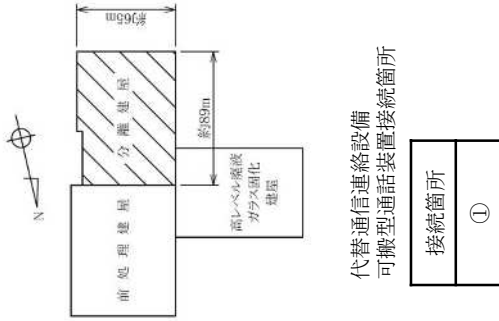 約65m
N
前処理建屋
分離建屋
約89m
高レベル廃液
ガラス固化
建屋
代替通信連絡設備
可搬型通話装置接続箇所
接続箇所
①